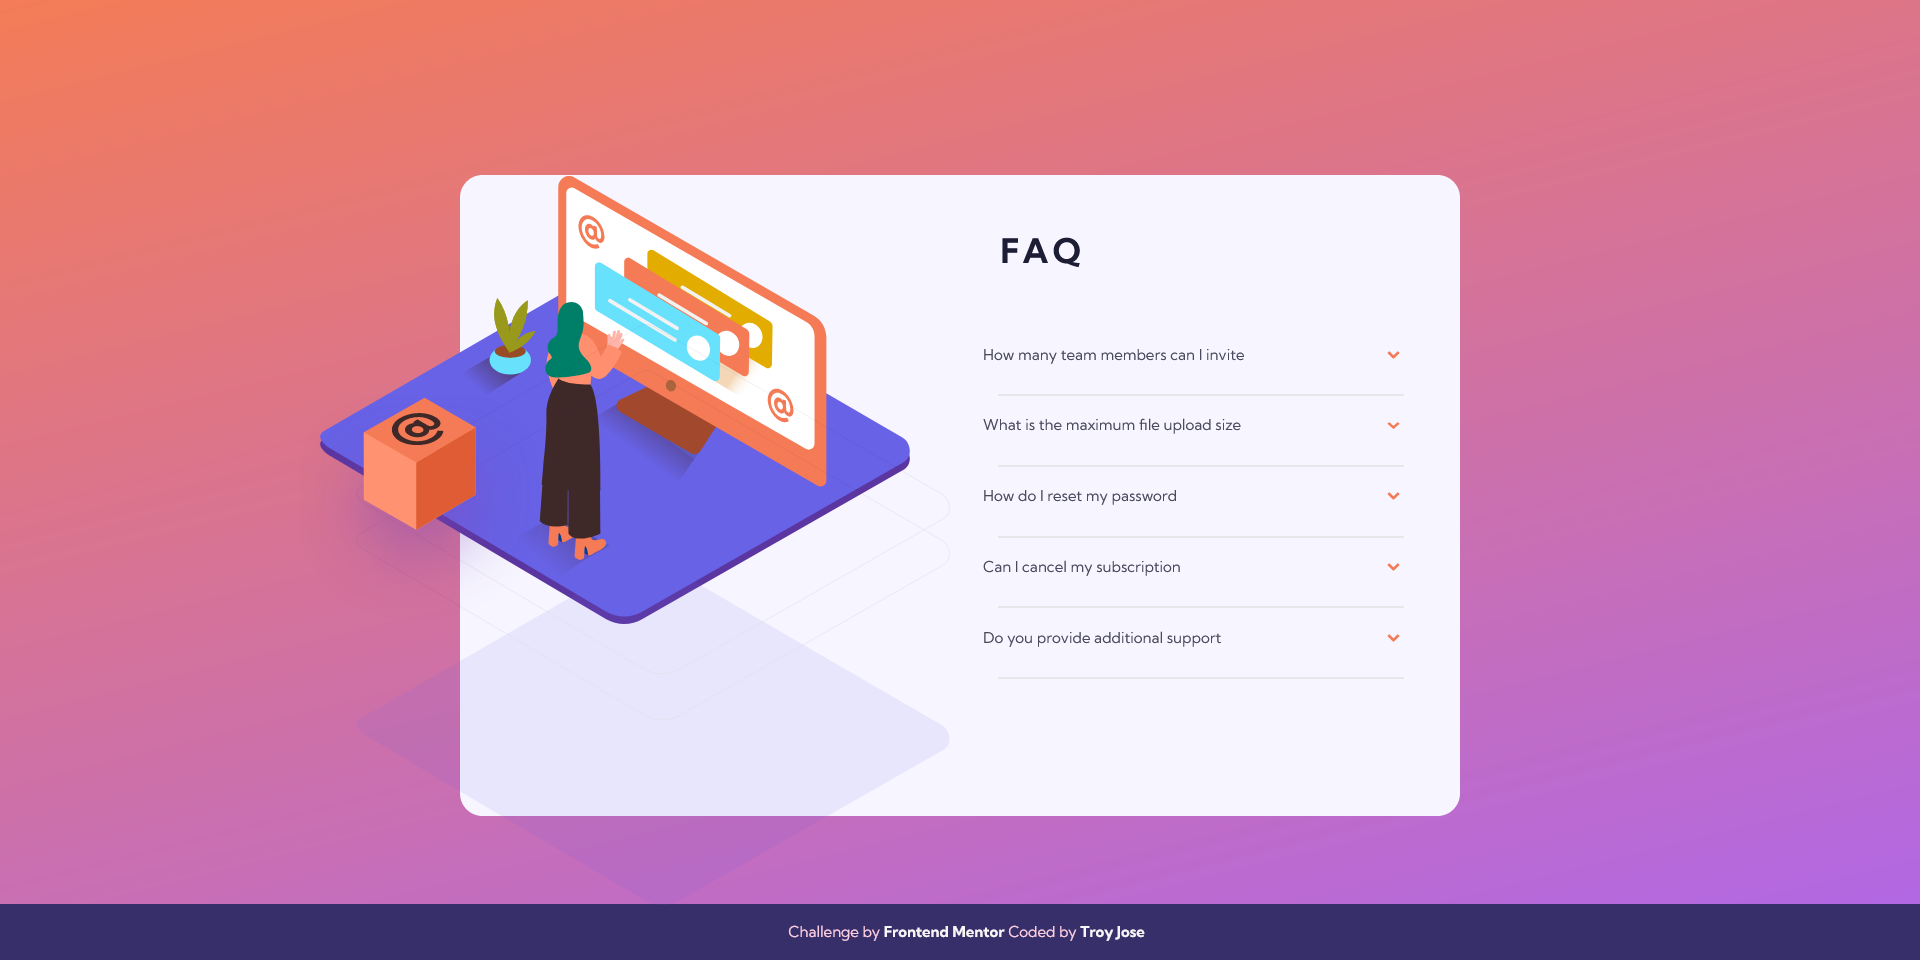 @
@
@
FAQ
How many team members can I invite
What is the maximum file upload size
How do I reset my password
Can I cancel my subscription
Do you provide additional support
Challenge by Frontend Mentor Coded by Troy Jose